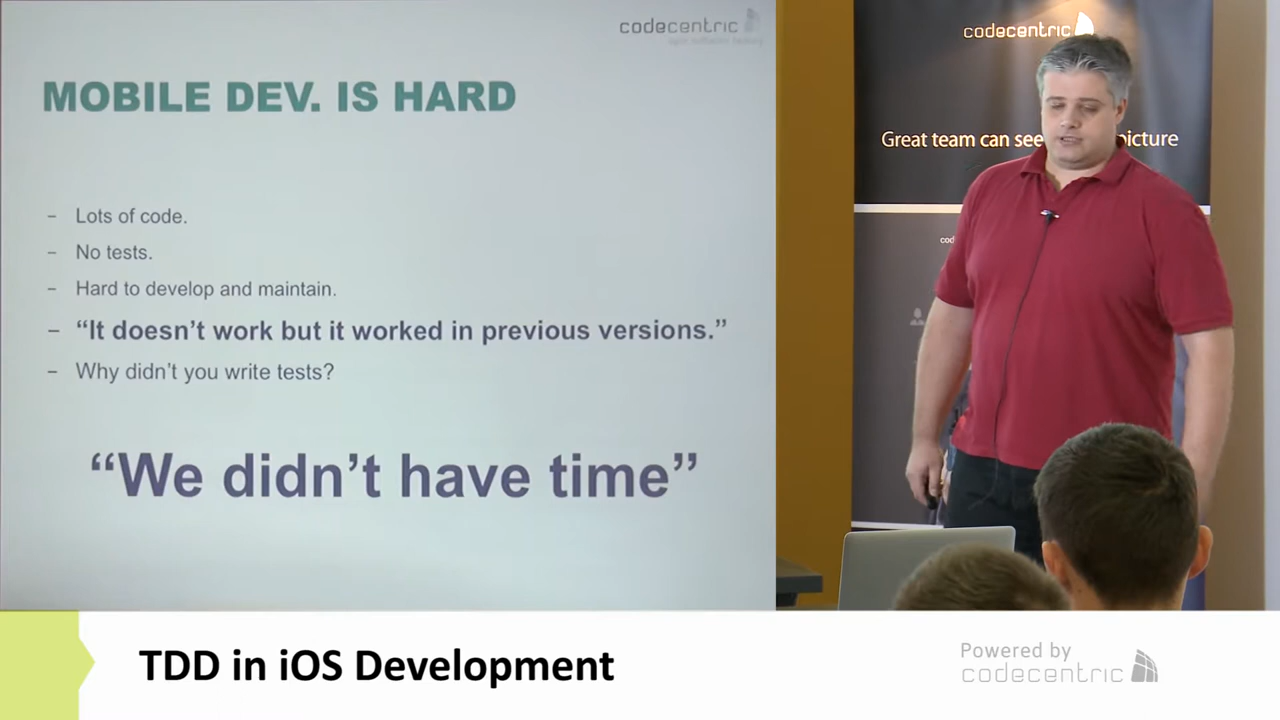 codecentric
MOBILE DEV. IS HARD
- Lots of code.
- No tests.
- Hard to develop and maintain.
- “It doesn’t work but it worked in previous versions.”
- Why didn’t you write tests?
“We didn’t have time”
codecentric
Great team can see picture
cod
TDD in iOS Development
Powered by
codecentric